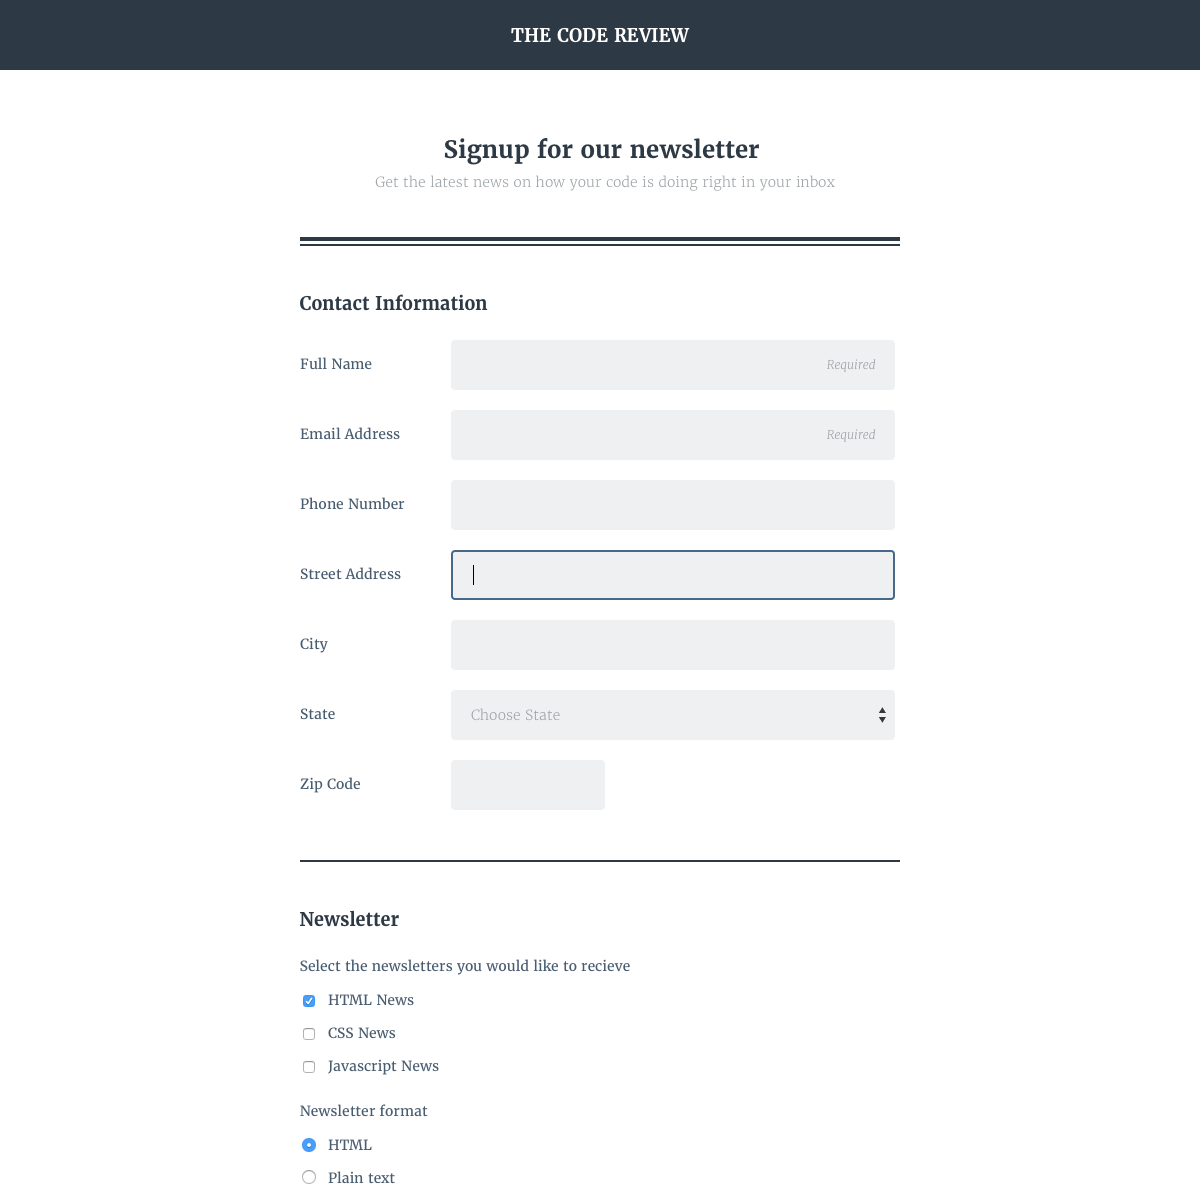 THE CODE REVIEW
Signup for our newsletter
Get the latest news on how your code is doing right in your inbox
Contact Information
Full Name
Required
Email Address
Required
Phone Number
Street Address
City
State
Choose State
Zip Code
Newsletter
Select the newsletters you would like to recieve
HTML News
CSS News
Javascript News
Newsletter format
HTML
Plain text